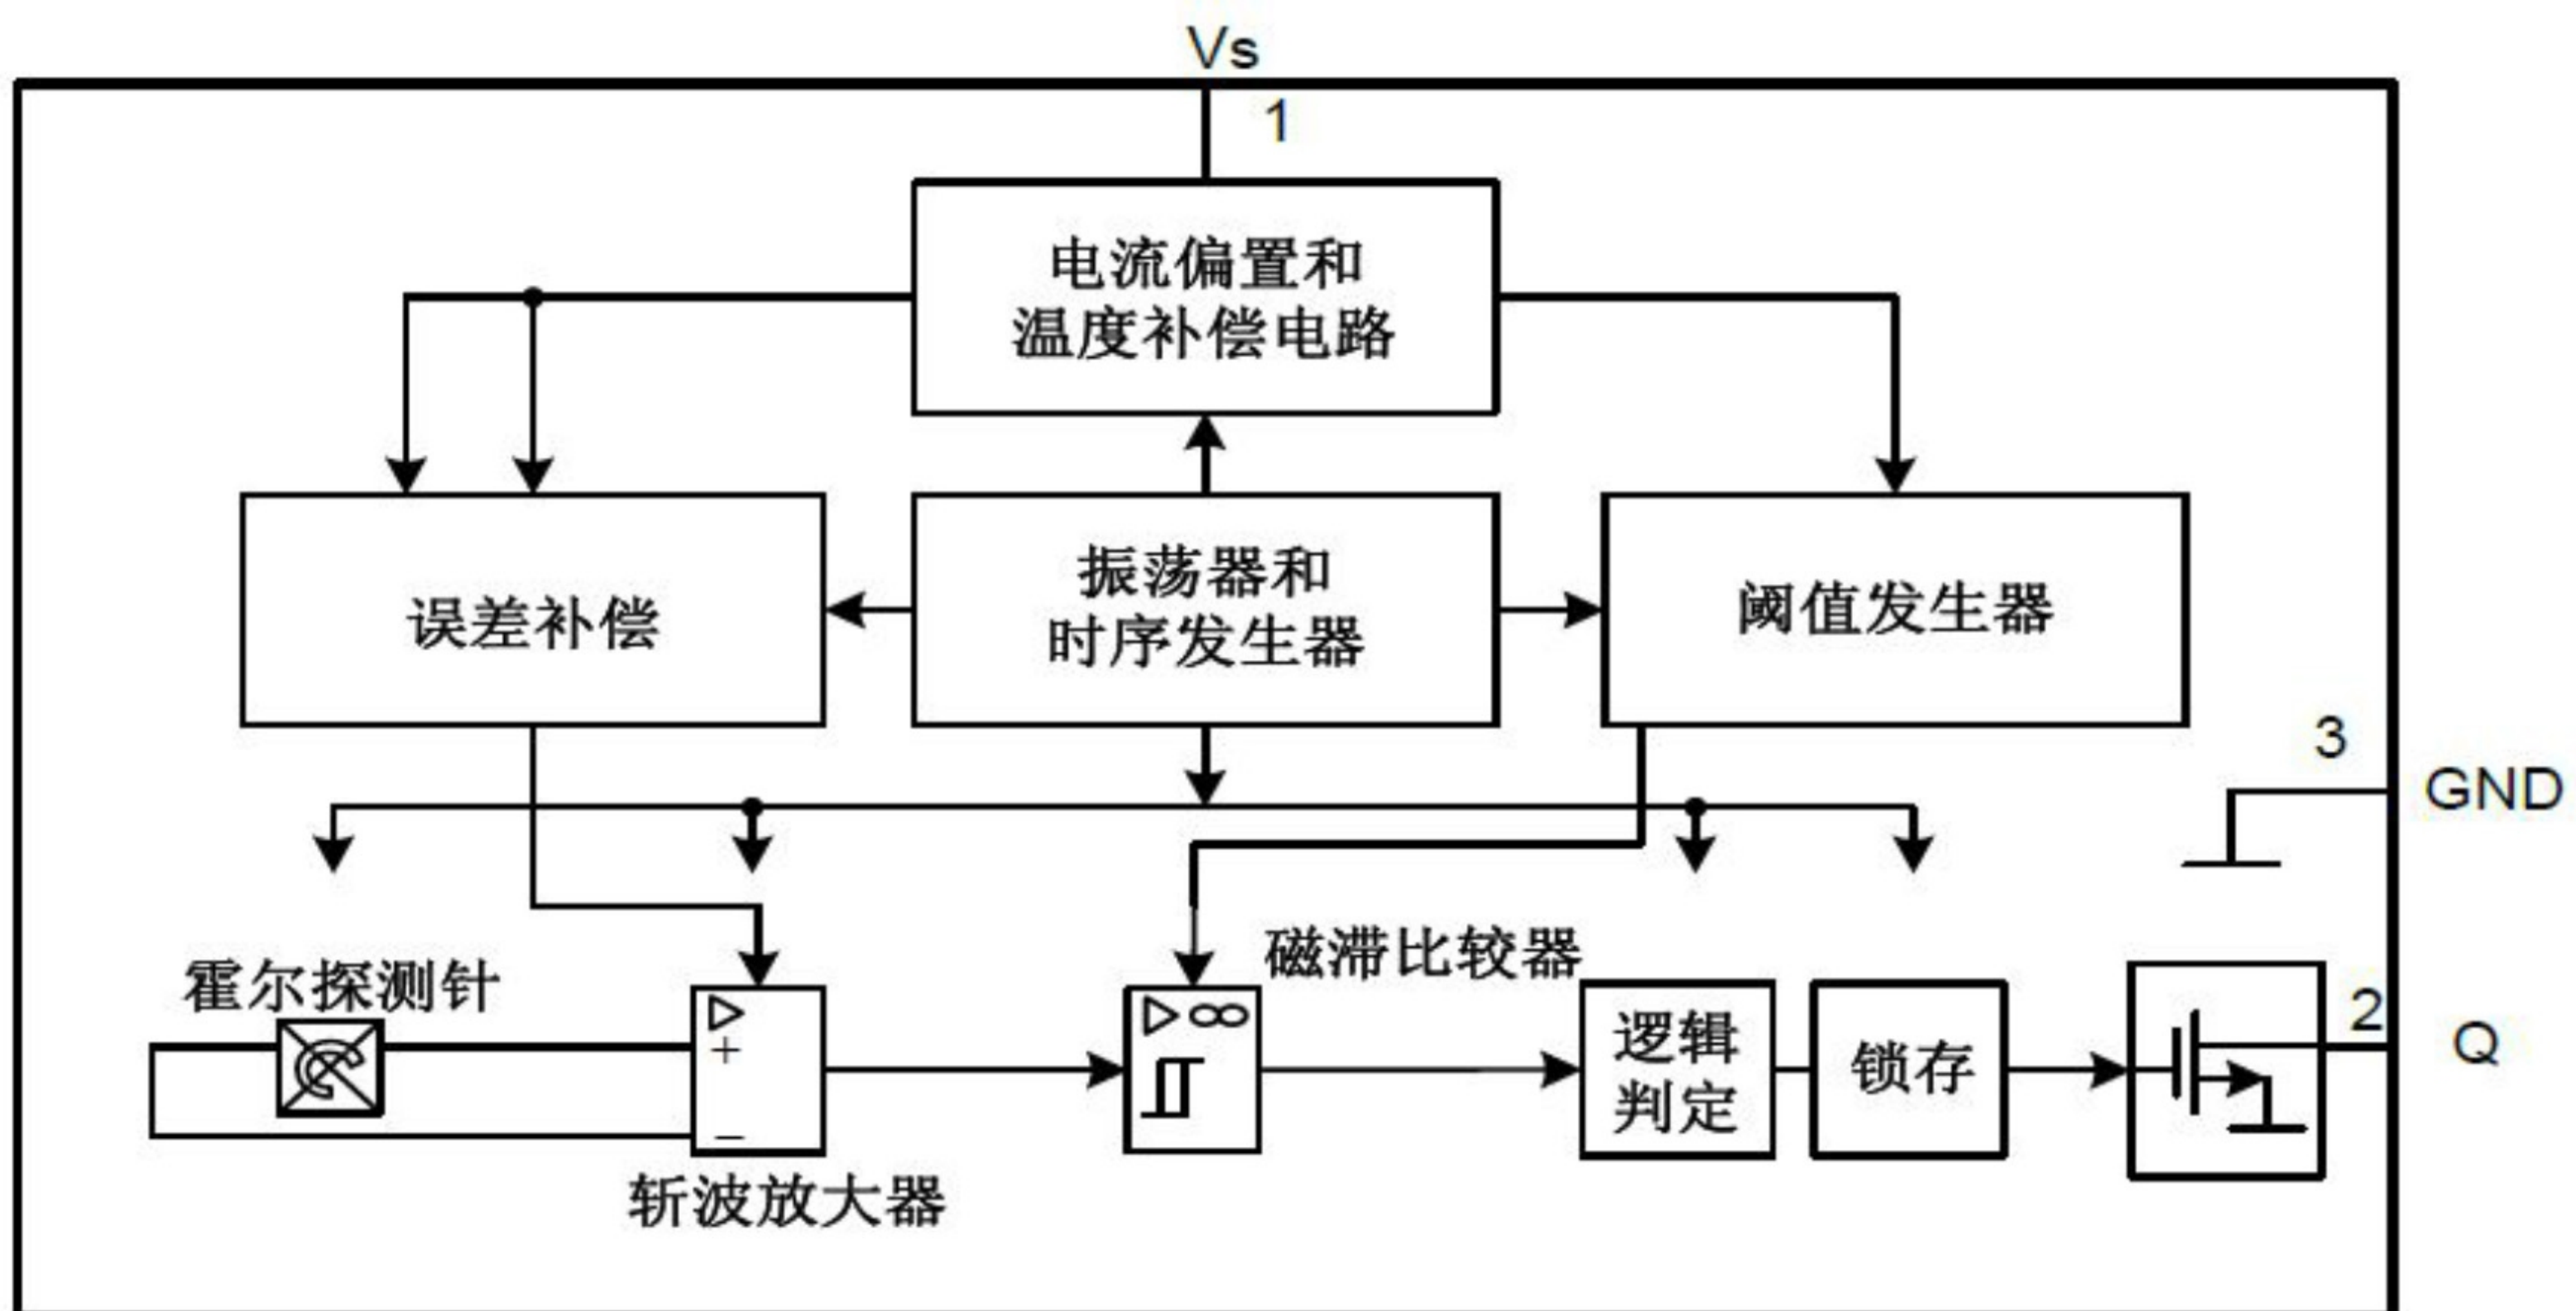 Vs
1
电流偏置和
温度补偿电路
误差补偿
振荡器和
时序发生器
阈值发生器
3
GND
霍尔探测针
磁滞比较器
+
−
∞
逻辑
判定
锁存
2
Q
斩波放大器